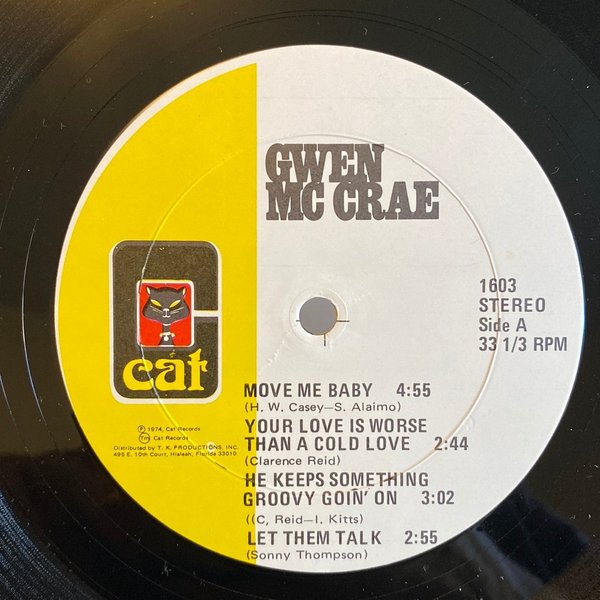 GWEN
MC CRAE
1603
STEREO
Side A
33 1/3 RPM
cat
℗ 1974, Cat Records
Tm Cat Records
Distributed by T. K. PRODUCTIONS, INC.
495 E. 10th Court, Hialeah, Florida 33010
MOVE ME BABY 4:55
(H. W. Casey—S. Alaimo)
YOUR LOVE IS WORSE
THAN A COLD LOVE 2:44
(Clarence Reid)
HE KEEPS SOMETHING
GROOVY GOIN' ON 3:02
((C, Reid—I. Kitts)
LET THEM TALK 2:55
(Sonny Thompson)